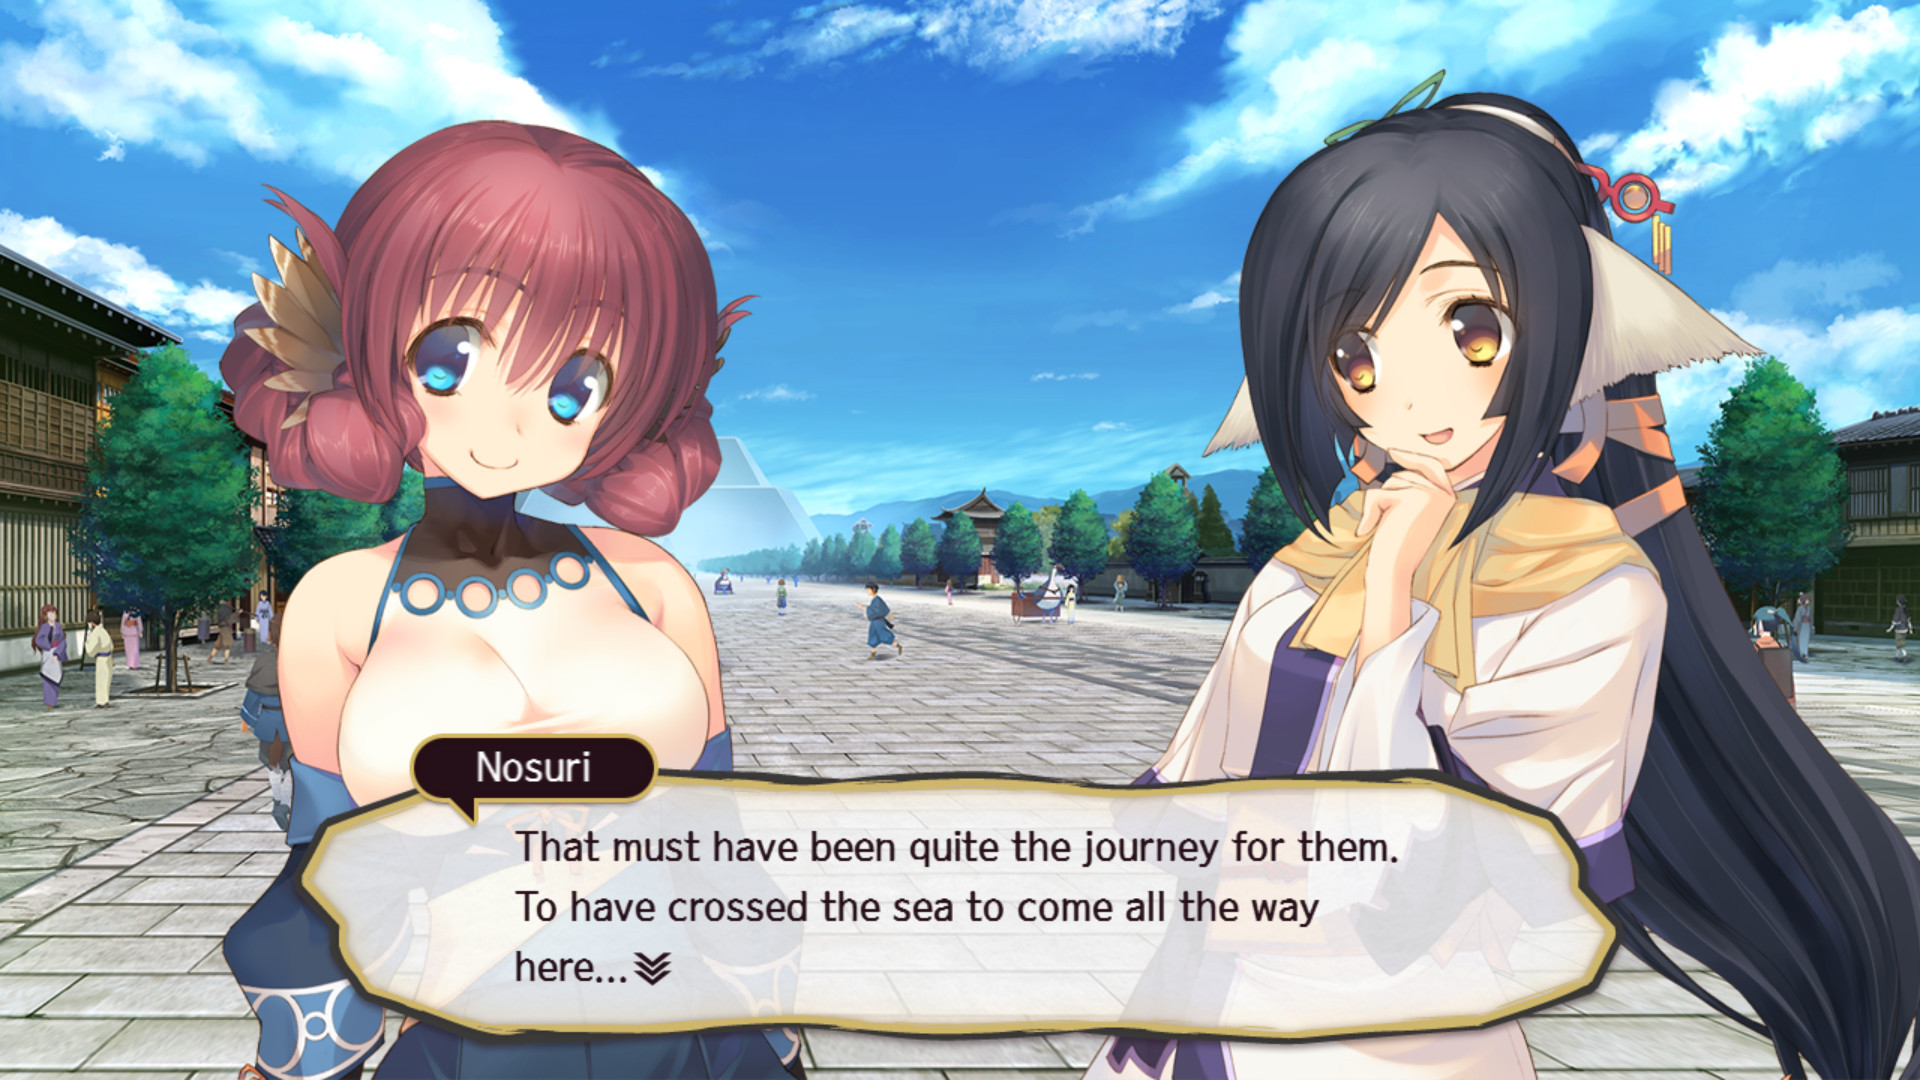 Nosuri
That must have been quite the journey for them.
To have crossed the sea to come all the way
here...